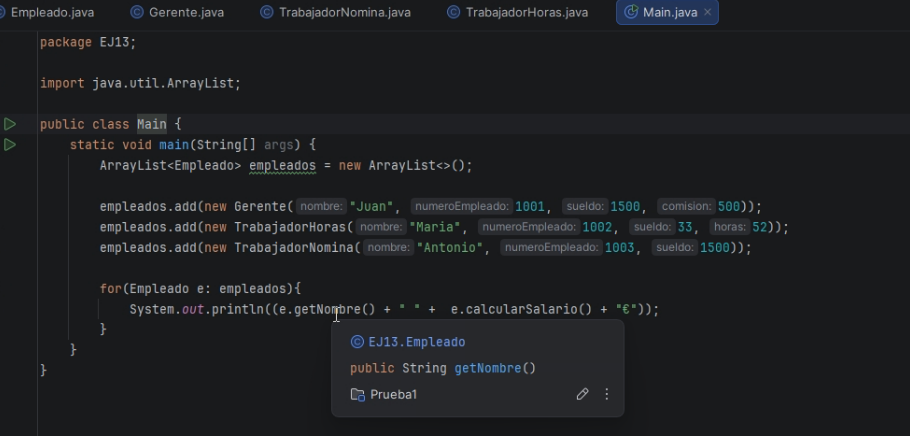 Empleado.java Gerente.java TrabajadorNomina.java TrabajadorHoras.java Main.java
package EJ13;
import java.util.ArrayList;
public class Main {
static void main(String[] args) {
ArrayList<Empleado> empleados = new ArrayList<>();
empleados.add(new Gerente( nombre: "Juan", numeroEmpleado: 1001, sueldo: 1500, comision: 500));
empleados.add(new TrabajadorHoras( nombre: "Maria", numeroEmpleado: 1002, sueldo: 33, horas: 52));
empleados.add(new TrabajadorNomina( nombre: "Antonio", numeroEmpleado: 1003, sueldo: 1500));
for(Empleado e: empleados){
System.out.println((e.getNombre() + " " +  e.calcularSalario() + "€"));
}
}
}
EJ13.Empleado
public String getNombre()
Prueba1